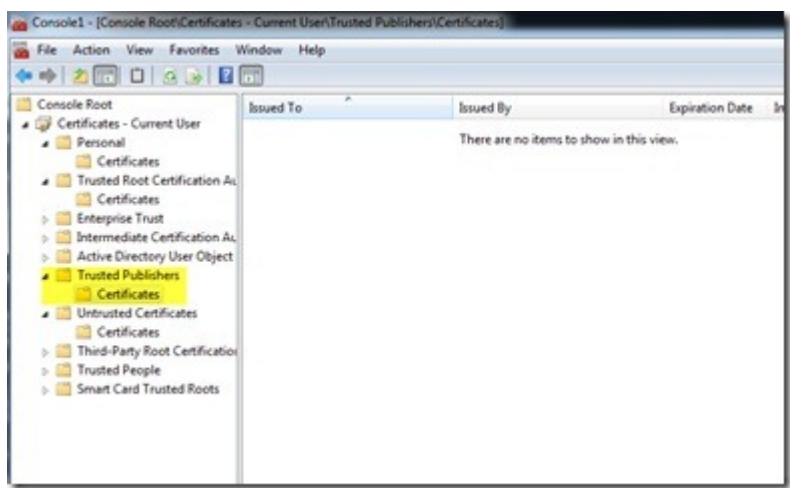 Console1 - [Console Root\Certificates - Current User\Trusted Publishers\Certificates]
File Action View Favorites Window Help
Console Root
Certificates - Current User
Personal
Certificates
Trusted Root Certification Au
Certificates
Enterprise Trust
Intermediate Certification Au
Active Directory User Object
Trusted Publishers
Certificates
Untrusted Certificates
Certificates
Third-Party Root Certification
Trusted People
Smart Card Trusted Roots
Issued To Issued By Expiration Date In
There are no items to show in this view.